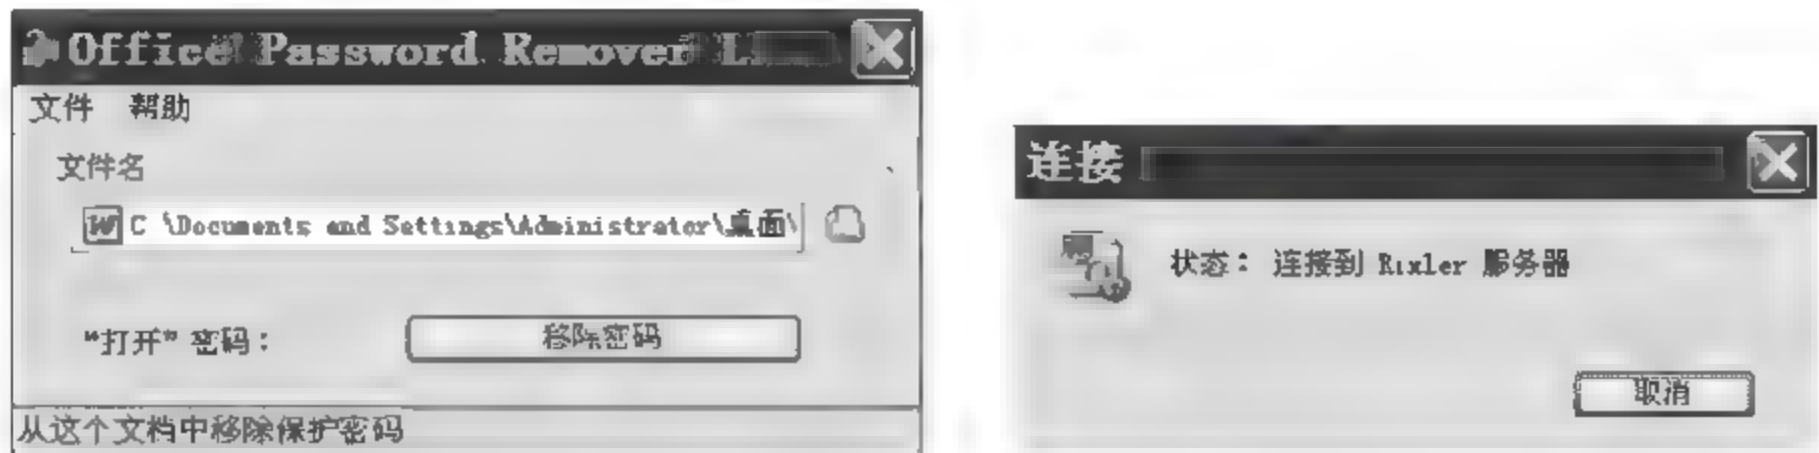 Office Password Remover
文件 帮助
文件名
C \Documents and Settings\Administrator\桌面\
“打开” 密码：
移除密码
从这个文档中移除保护密码
连接
状态： 连接到 Rixler 服务器
取消